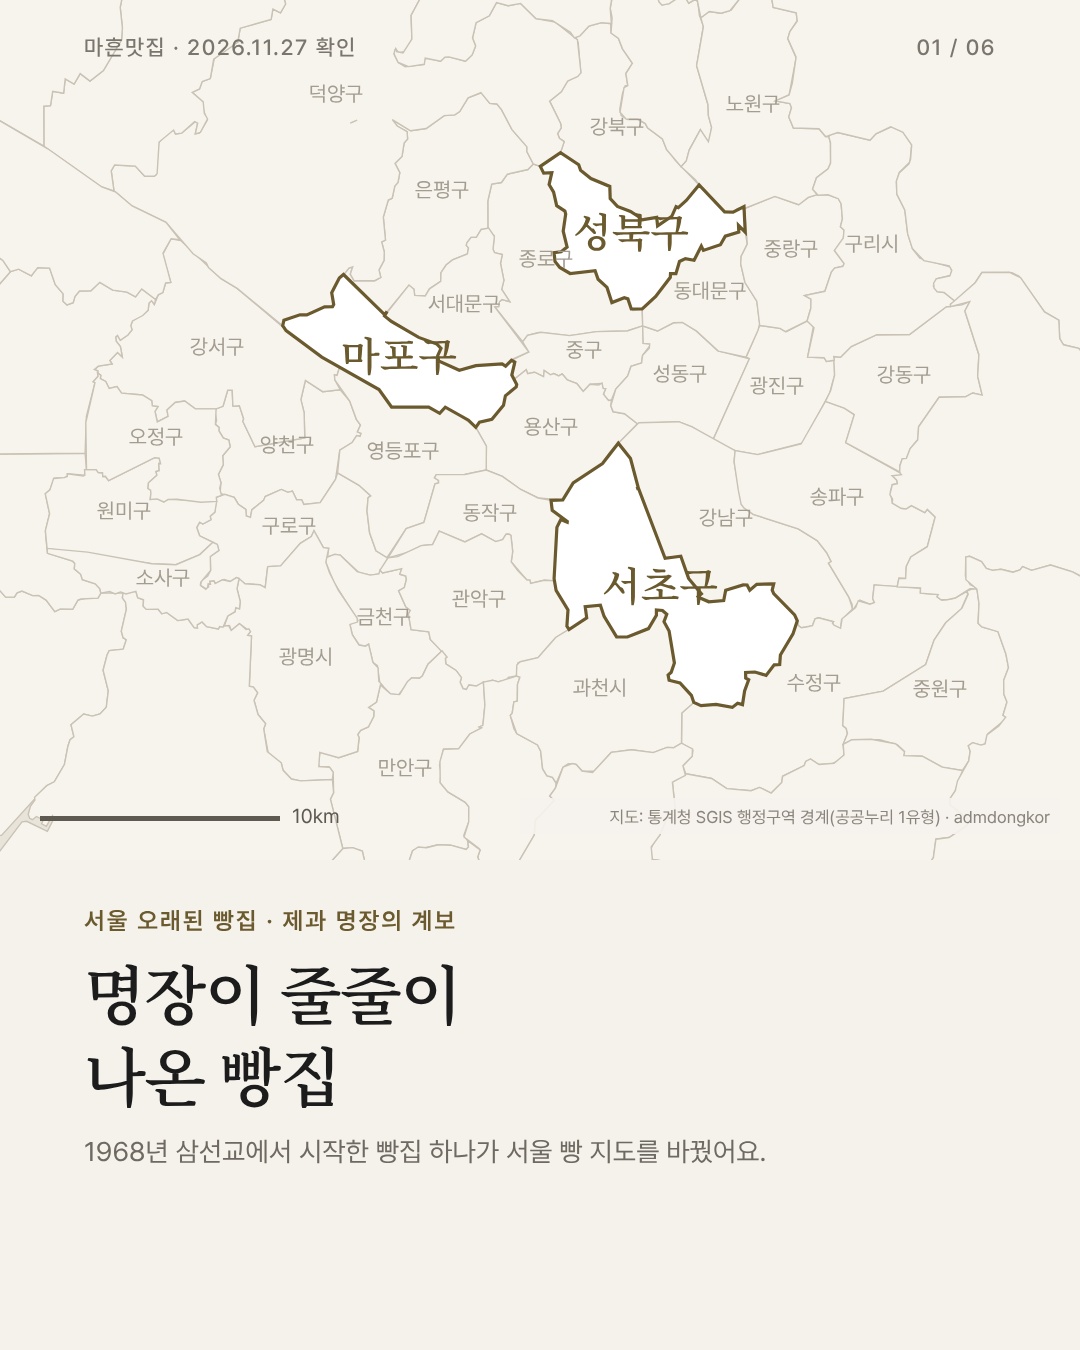 마흔맛집 · 2026.11.27 확인
01 / 06
덕양구
노원구
강북구
은평구
성북구
종로구
중랑구
구리시
동대문구
서대문구
강서구
마포구
중구
성동구
광진구
강동구
오정구
양천구
영등포구
용산구
원미구
구로구
동작구
강남구
송파구
소사구
금천구
관악구
서초구
광명시
과천시
수정구
중원구
만안구
10km
지도: 통계청 SGIS 행정구역 경계(공공누리 1유형) · admdongkor
서울 오래된 빵집 · 제과 명장의 계보
명장이 줄줄이
나온 빵집
1968년 삼선교에서 시작한 빵집 하나가 서울 빵 지도를 바꿨어요.